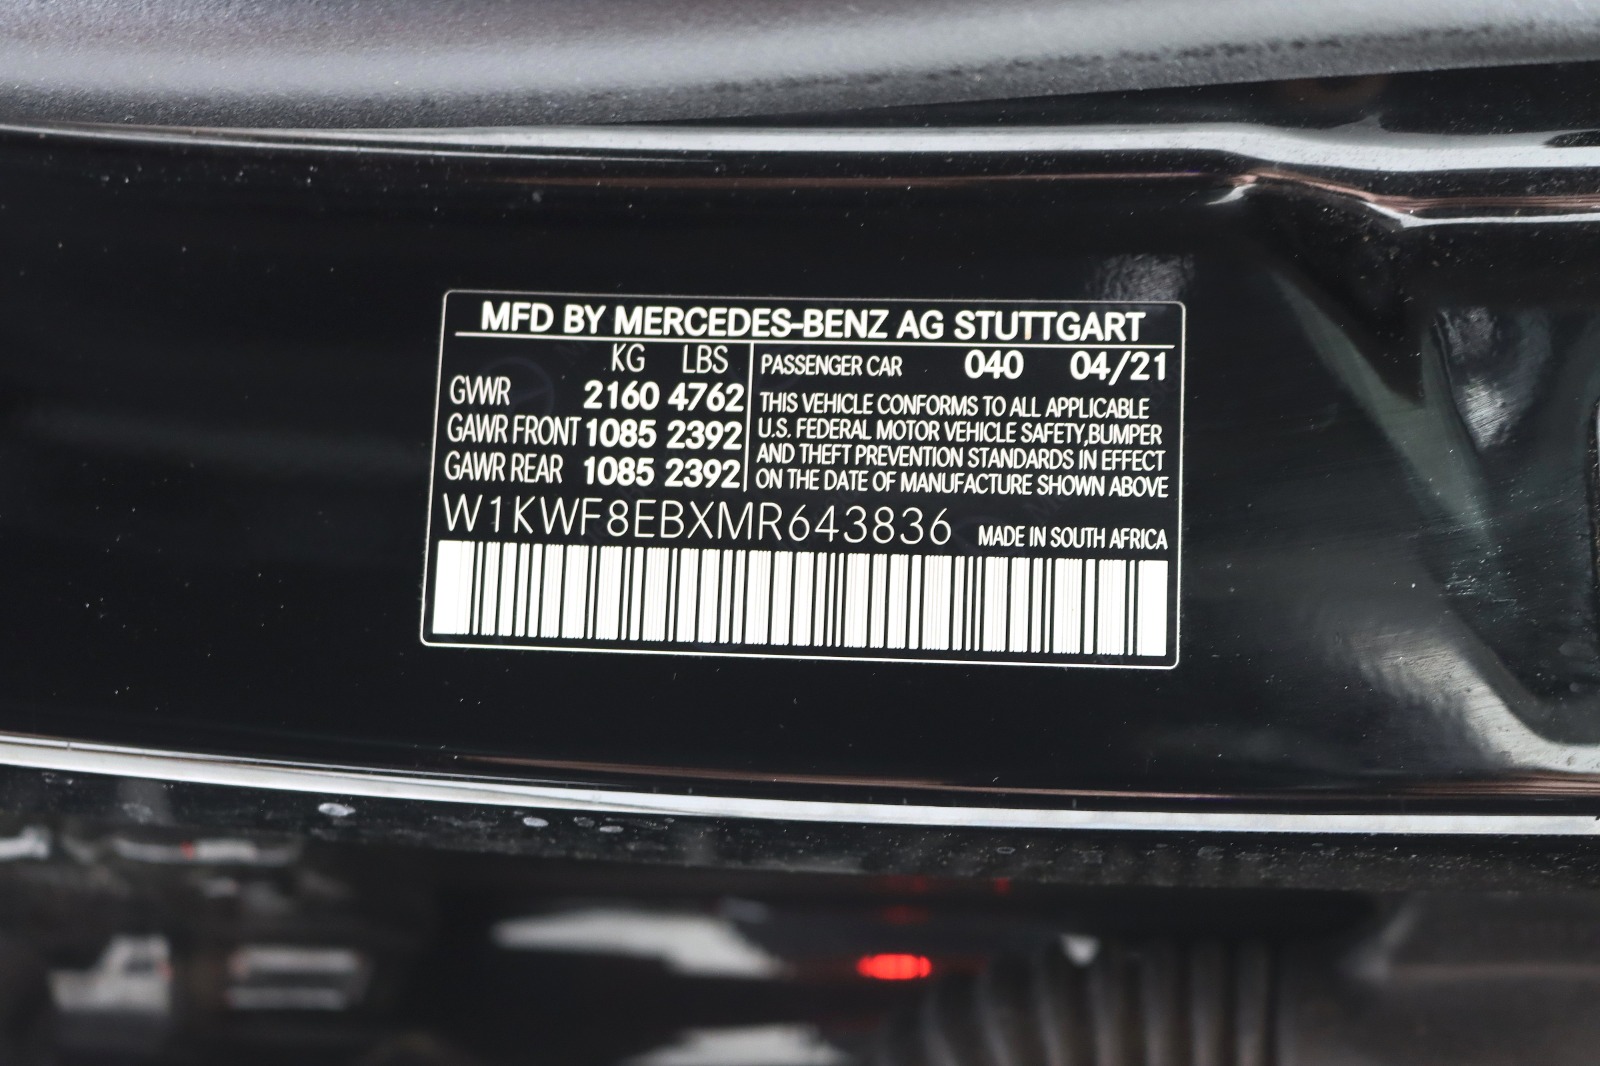 MFD BY MERCEDES-BENZ AG STUTTGART
KG LBS
GVWR 2160 4762
GAWR FRONT 1085 2392
GAWR REAR 1085 2392
PASSENGER CAR 040 04/21
THIS VEHICLE CONFORMS TO ALL APPLICABLE
U.S. FEDERAL MOTOR VEHICLE SAFETY,BUMPER
AND THEFT PREVENTION STANDARDS IN EFFECT
ON THE DATE OF MANUFACTURE SHOWN ABOVE
W1KWF8EBXMR643836 MADE IN SOUTH AFRICA